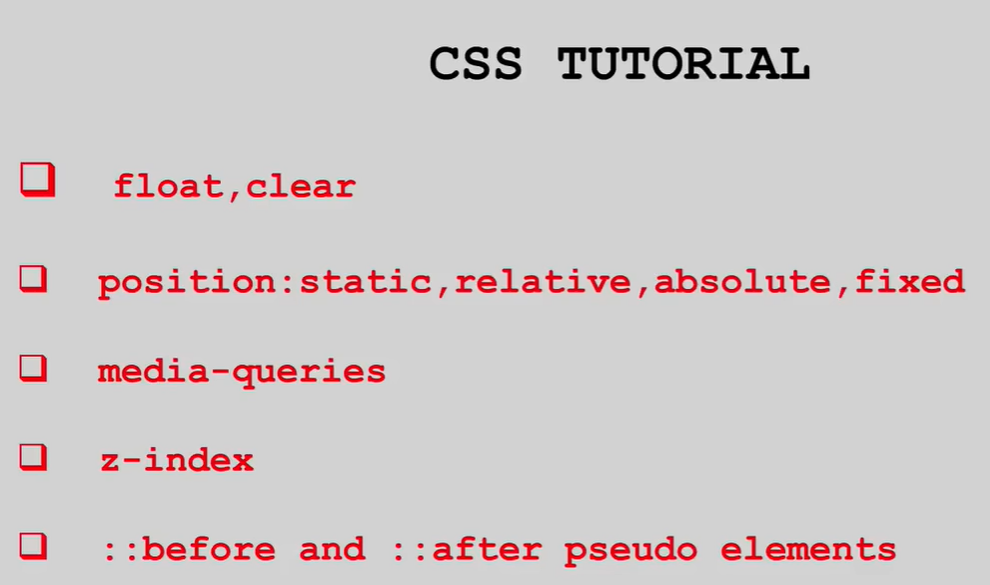 CSS TUTORIAL
float,clear
position:static,relative,absolute,fixed
media-queries
z-index
::before and ::after pseudo elements